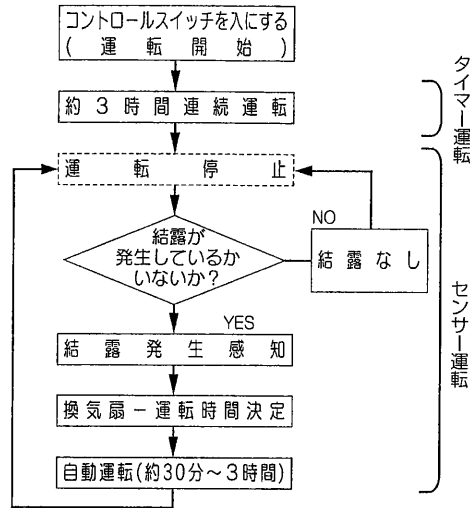 コントロールスイッチを入にする
(運転開始)
約3時間連続運転
タイマー運転
運転停止
結露が
発生しているか
いないか?
NO
結露なし
YES
結露発生感知
換気扇－運転時間決定
自動運転(約30分～3時間)
センサー運転